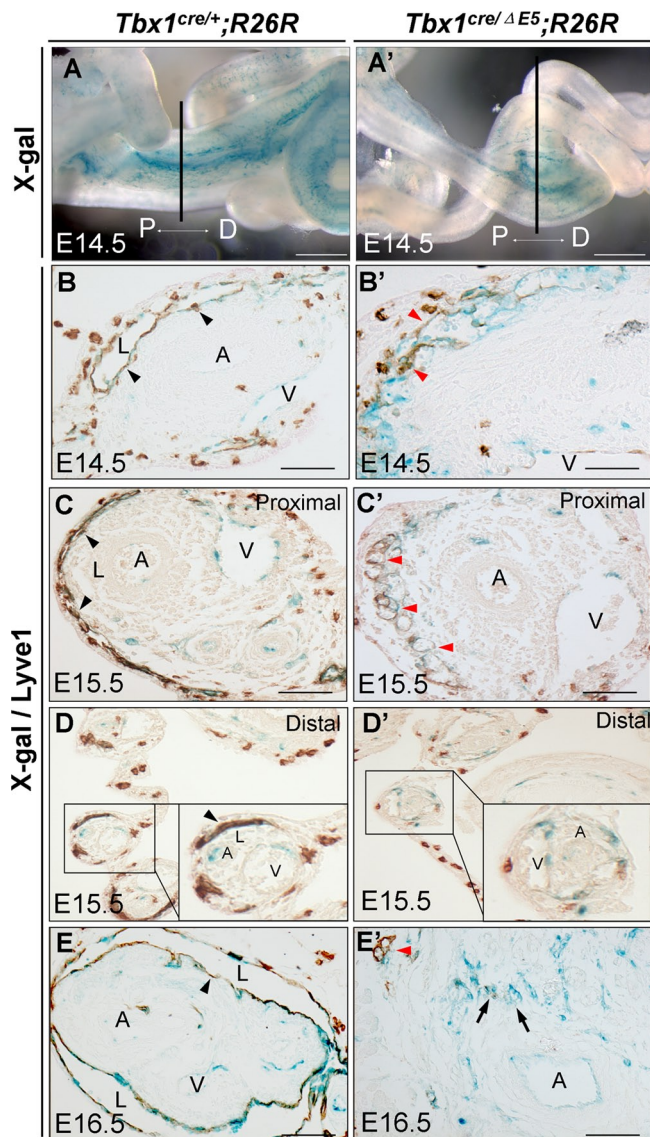 Tbx1cre/+;R26R
Tbx1cre/ΔE5;R26R
X-gal
A
P D
E14.5
A'
P D
E14.5
X-gal / Lyve1
B
L
A
V
E14.5
B'
V
E14.5
C
Proximal
A
V
L
E15.5
C'
Proximal
A
V
E15.5
D
Distal
L
A
V
E15.5
D'
Distal
A
V
E15.5
E
L
A
V
L
E16.5
E'
A
E16.5